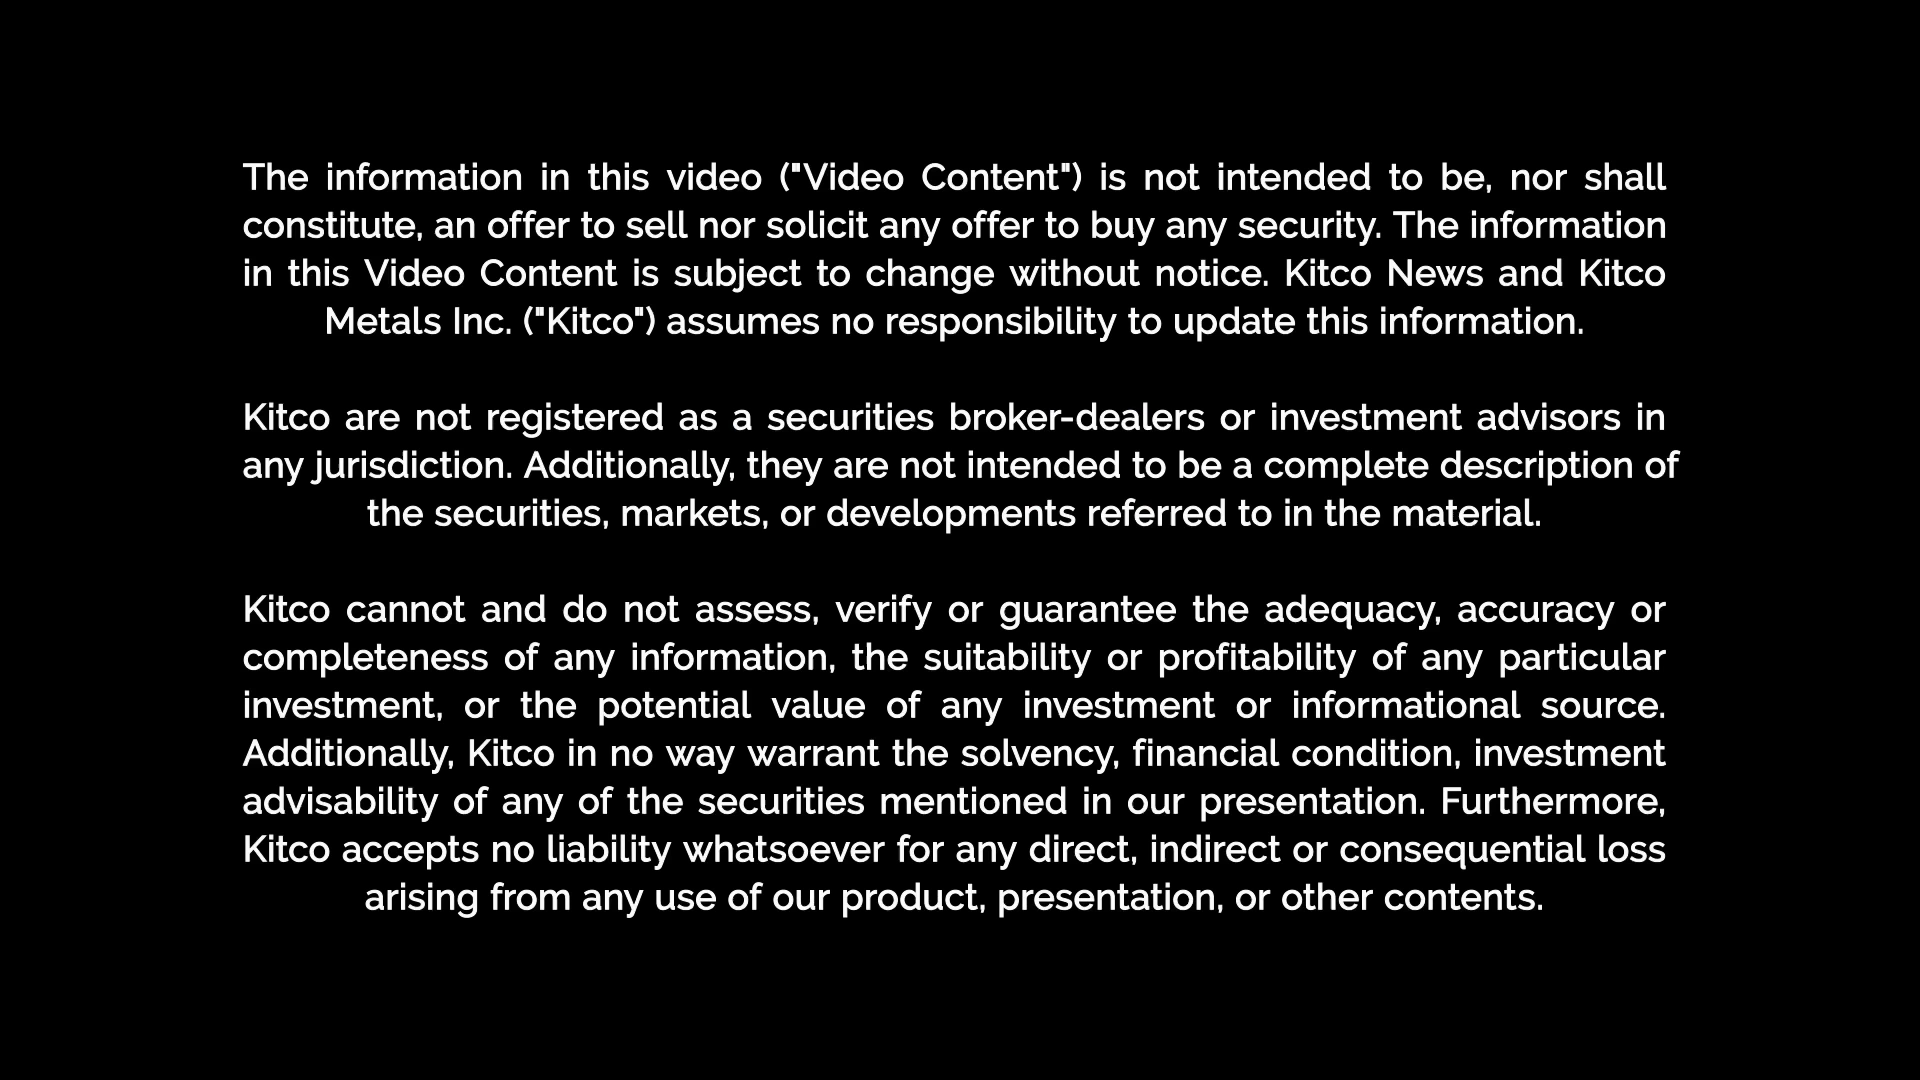 The information in this video ("Video Content") is not intended to be, nor shall
constitute, an offer to sell nor solicit any offer to buy any security. The information
in this Video Content is subject to change without notice. Kitco News and Kitco
Metals Inc. ("Kitco") assumes no responsibility to update this information.
Kitco are not registered as a securities broker-dealers or investment advisors in
any jurisdiction. Additionally, they are not intended to be a complete description of
the securities, markets, or developments referred to in the material.
Kitco cannot and do not assess, verify or guarantee the adequacy, accuracy or
completeness of any information, the suitability or profitability of any particular
investment, or the potential value of any investment or informational source.
Additionally, Kitco in no way warrant the solvency, financial condition, investment
advisability of any of the securities mentioned in our presentation. Furthermore,
Kitco accepts no liability whatsoever for any direct, indirect or consequential loss
arising from any use of our product, presentation, or other contents.